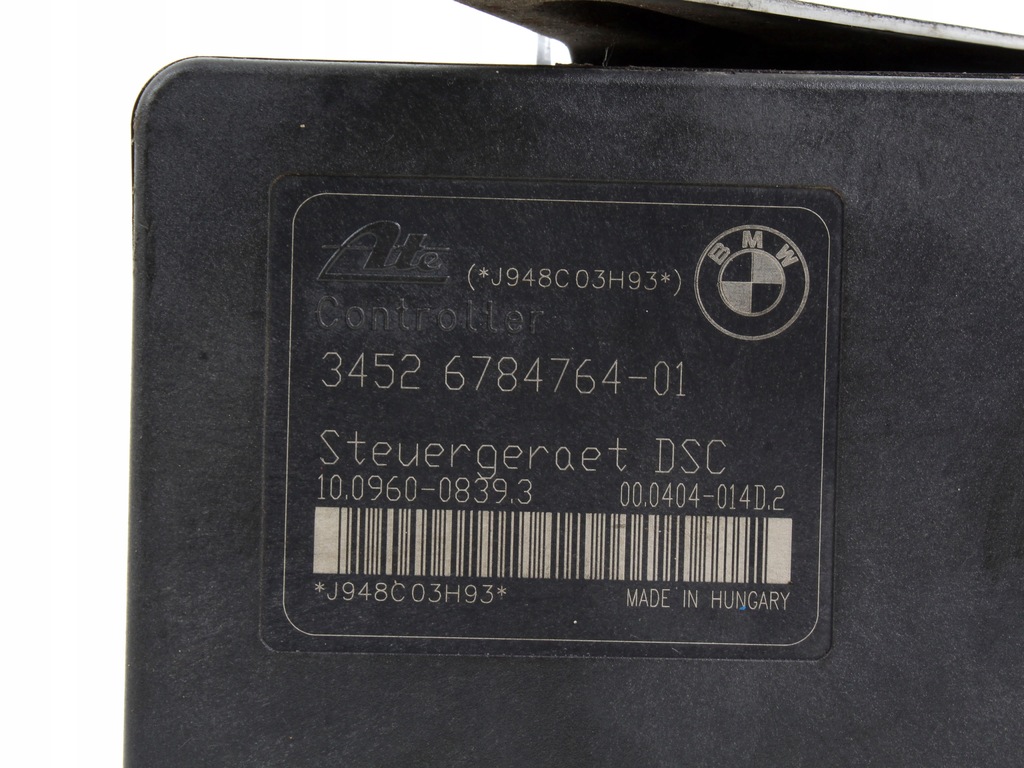 Ate
BMW
(*J948C03H93*)
Controller
3452 6784764-01
Steuergeraet DSC
10.0960-0839.3 00.0404-014D.2
*J948C03H93*
MADE IN HUNGARY